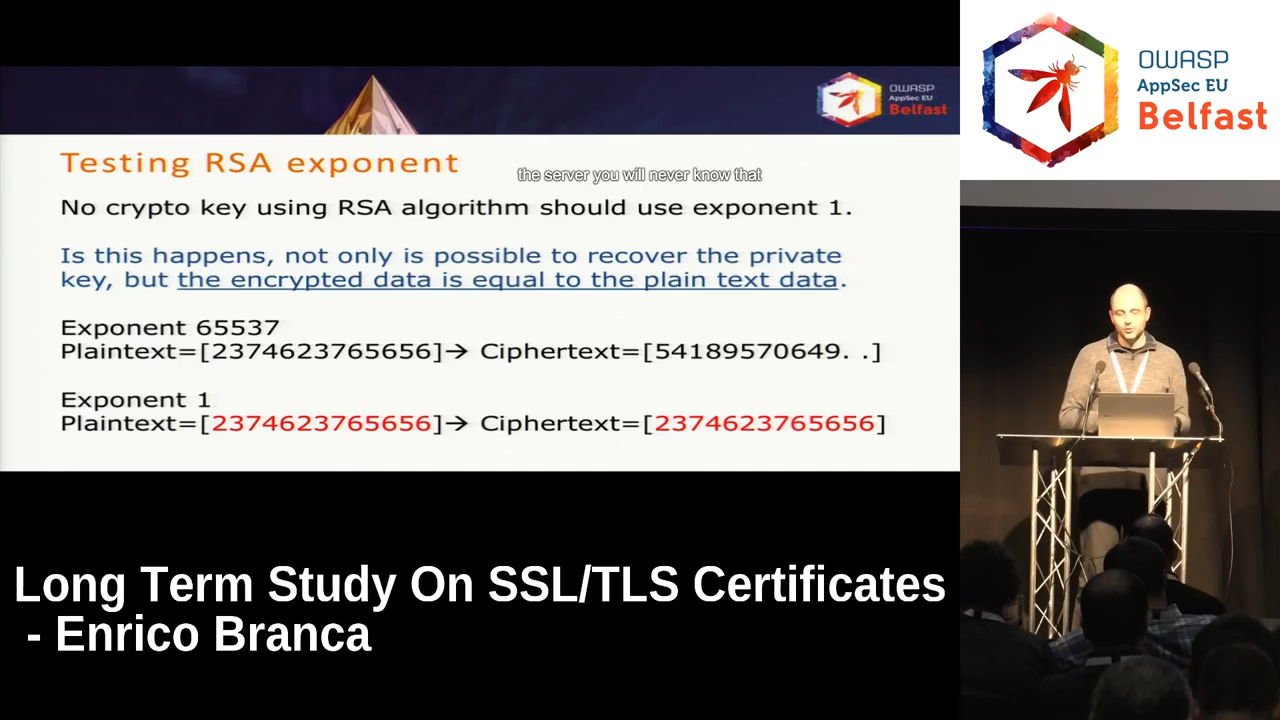 OWASP
AppSec EU
Belfast
Testing RSA exponent
the server you will never know that
No crypto key using RSA algorithm should use exponent 1.
Is this happens, not only is possible to recover the private
key, but the encrypted data is equal to the plain text data.
Exponent 65537
Plaintext=[2374623765656]→ Ciphertext=[54189570649. .]
Exponent 1
Plaintext=[2374623765656]→ Ciphertext=[2374623765656]
Long Term Study On SSL/TLS Certificates
- Enrico Branca
OWASP
AppSec EU
Belfast